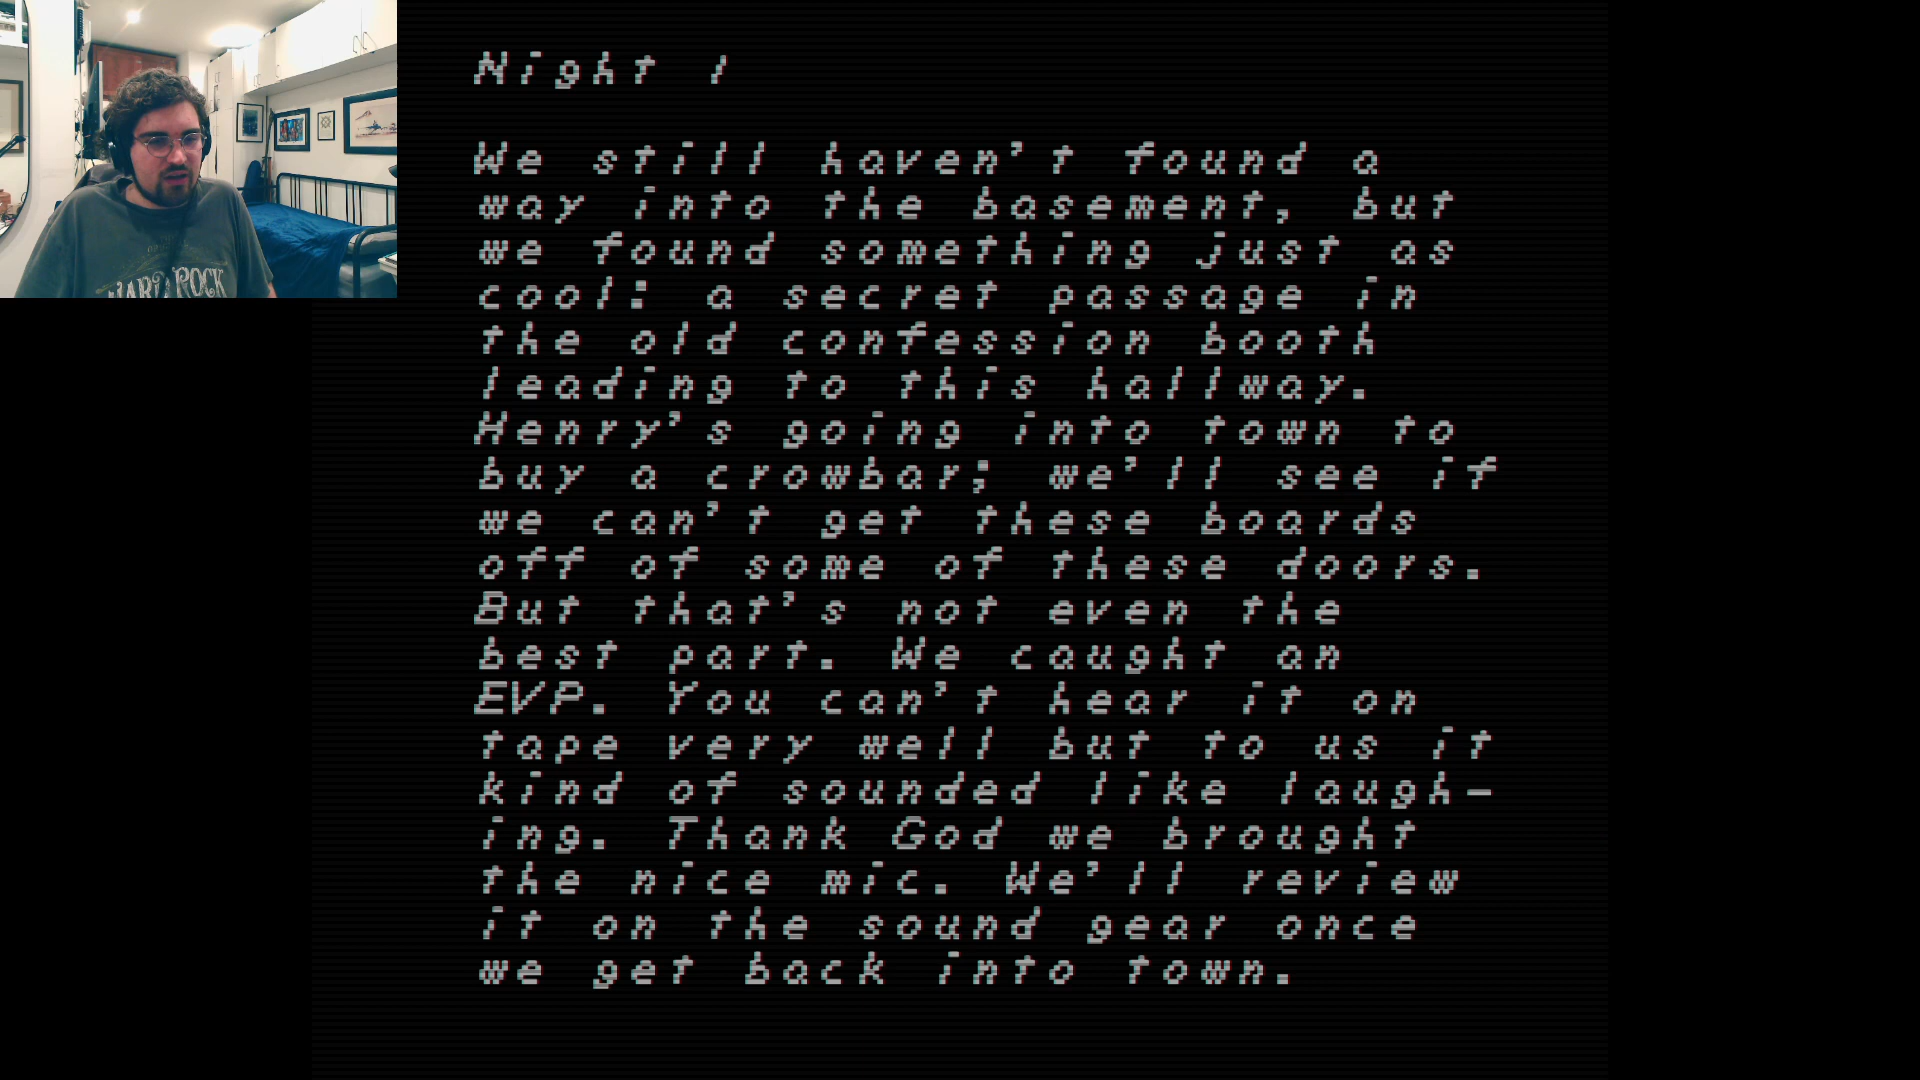 Night 1
We still haven't found a
way into the basement, but
we found something just as
cool: a secret passage in
the old confession booth
leading to this hallway.
Henry's going into town to
buy a crowbar; we'll see if
we can't get these boards
off of some of these doors.
But that's not even the
best part. We caught an
EVP. You can't hear it on
tape very well but to us it
kind of sounded like laugh-
ing. Thank God we brought
the nice mic. We'll review
it on the sound gear once
we get back into town.
HARD ROCK